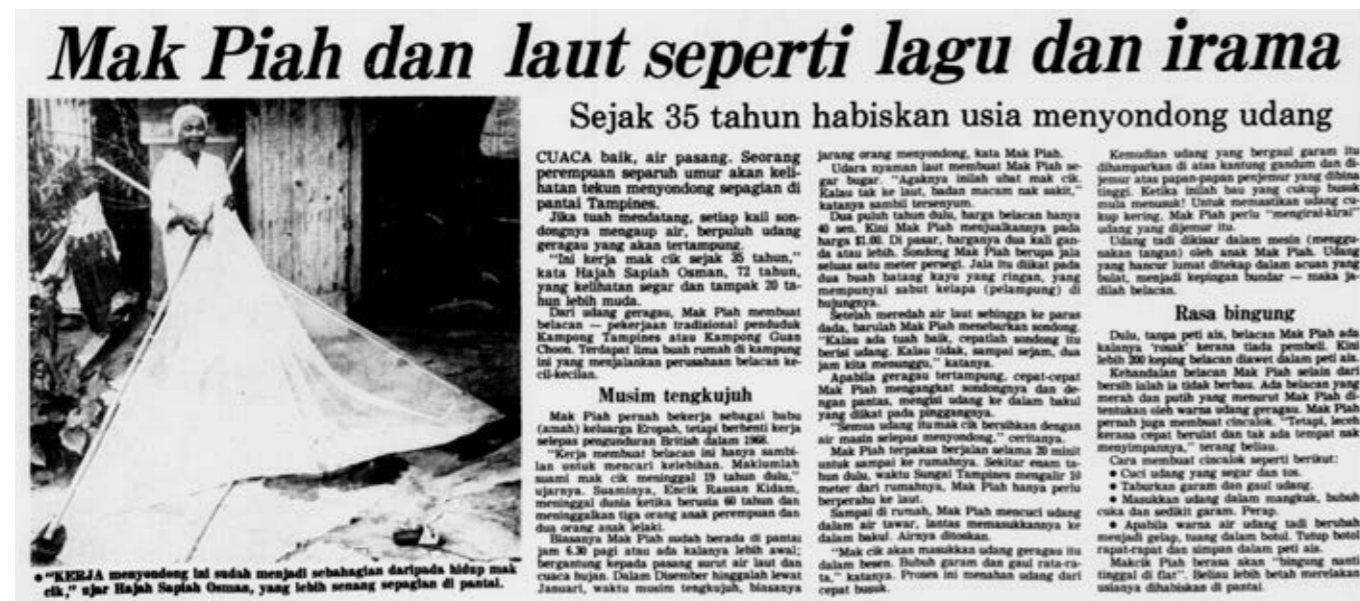 Mak Piah dan laut seperti lagu dan irama
Sejak 35 tahun habiskan usia menyondong udang
CUACA baik, air pasang. Seorang
perempuan separuh umur akan keli-
hatan tekun menyondong sepagian di
pantai Tampines.
Jika tuah mendatang, setiap kali son-
dongnya mengaup air, berpuluh udang
geragau yang akan tertampung.
"Ini kerja mak cik sejak 35 tahun,"
kata Hajah Sapiah Osman, 72 tahun,
yang kelihatan segar dan tampak 20 ta-
hun lebih muda.
Dari udang geragau, Mak Piah membuat
belacan — pekerjaan tradisional penduduk
Kampong Tampines atau Kampong Guan
Choon. Terdapat lima buah rumah di kampung
ini yang menjalankan perusahaan belacan ke-
cil-kecilan.
Musim tengkujuh
Mak Piah pernah bekerja sebagai babu
(amah) keluarga Eropah, tetapi berhenti kerja
selepas pengunduran British dalam 1968.
"Kerja membuat belacan ini hanya sambi-
lan untuk mencari kelebihan. Maklumlah
suami mak cik meninggal 19 tahun dulu,"
ujarnya. Suaminya, Encik Rassan Kidam,
meninggal dunia ketika berusia 60 tahun dan
meninggalkan tiga orang anak perempuan dan
dua orang anak lelaki.
Biasanya Mak Piah sudah berada di pantai
jam 6.30 pagi atau ada kalanya lebih awal;
bergantung kepada pasang surut air laut dan
cuaca hujan. Dalam Disember hinggalah lewat
Januari, waktu musim tengkujuh, biasanya
jarang orang menyondong, kata Mak Piah.
Udara nyaman laut membuat Mak Piah se-
gar bugar. "Agaknya inilah ubat mak cik.
Kalau tak ke laut, badan macam nak sakit,"
katanya sambil tersenyum.
Dua puluh tahun dulu, harga belacan hanya
40 sen. Kini Mak Piah menjualkannya pada
harga $1.00. Di pasar, harganya dua kali gan-
da atau lebih. Sondong Mak Piah berupa jala
seluas satu meter persegi. Jala itu diikat pada
dua buah batang kayu yang ringan, yang
mempunyai sabut kelapa (pelampung) di
hujungnya.
Setelah meredah air laut sehingga ke paras
dada, barulah Mak Piah menebarkan sondong.
"Kalau ada tuah baik, cepatlah sondong itu
berisi udang. Kalau tidak, sampai sejam, dua
jam kita menunggu," katanya.
Apabila geragau tertampung, cepat-cepat
Mak Piah mengangkat sondongnya dan de-
ngan pantas, mengisi udang ke dalam bakul
yang diikat pada pinggangnya.
"Semua udang itu mak cik bersihkan dengan
air masin selepas menyondong," ceritanya.
Mak Piah terpaksa berjalan selama 20 minit
untuk sampai ke rumahnya. Sekitar enam ta-
hun dulu, waktu Sungai Tampines mengalir 10
meter dari rumahnya, Mak Piah hanya perlu
berperahu ke laut.
Sampai di rumah, Mak Piah mencuci udang
dalam air tawar, lantas memasukkannya ke
dalam bakul. Airnya ditoskan.
"Mak cik akan masukkan udang geragau itu
dalam besen. Bubuh garam dan gaul rata-ra-
ta," katanya. Proses ini menahan udang dari
cepat busuk.
Kemudian udang yang bergaul garam itu
dihamparkan di atas kantung gandum dan di-
jemur atas papan-papan penjemur yang dibina
tinggi. Ketika inilah bau yang cukup busuk
mula menusuk! Untuk memastikan udang cu-
kup kering, Mak Piah perlu "mengirai-kirai"
udang yang dijemur itu.
Udang tadi dikisar dalam mesin (menggu-
nakan tangan) oleh anak Mak Piah. Udang
yang hancur lumat ditekap dalam acuan yang
bulat, menjadi kepingan bundar — maka ja-
dilah belacan.
Rasa bingung
Dulu, tanpa peti ais, belacan Mak Piah ada
kalanya 'rosak' kerana tiada pembeli. Kini
lebih 200 keping belacan diawet dalam peti ais.
Kehandalan belacan Mak Piah selain dari
bersih ialah ia tidak berbau. Ada belacan yang
merah dan putih yang menurut Mak Piah di-
tentukan oleh warna udang geragau. Mak Piah
pernah juga membuat cincalok. "Tetapi, leceh
kerana cepat berulat dan tak ada tempat nak
menyimpannya," terang beliau.
Cara membuat cincalok seperti berikut:
• Cuci udang yang segar dan tos.
• Taburkan garam dan gaul udang.
• Masukkan udang dalam mangkuk, bubuh
cuka dan sedikit garam. Perap.
• Apabila warna air udang tadi berubah
menjadi gelap, tuang dalam botol. Tutup botol
rapat-rapat dan simpan dalam peti ais.
Makcik Piah berasa akan "bingung nanti
tinggal di flat". Beliau lebih betah merelakan
usianya dihabiskan di pantai.
• "KERJA menyondong ini sudah menjadi sebahagian daripada hidup mak
cik," ujar Hajah Sapiah Osman, yang lebih senang sepagian di pantai.